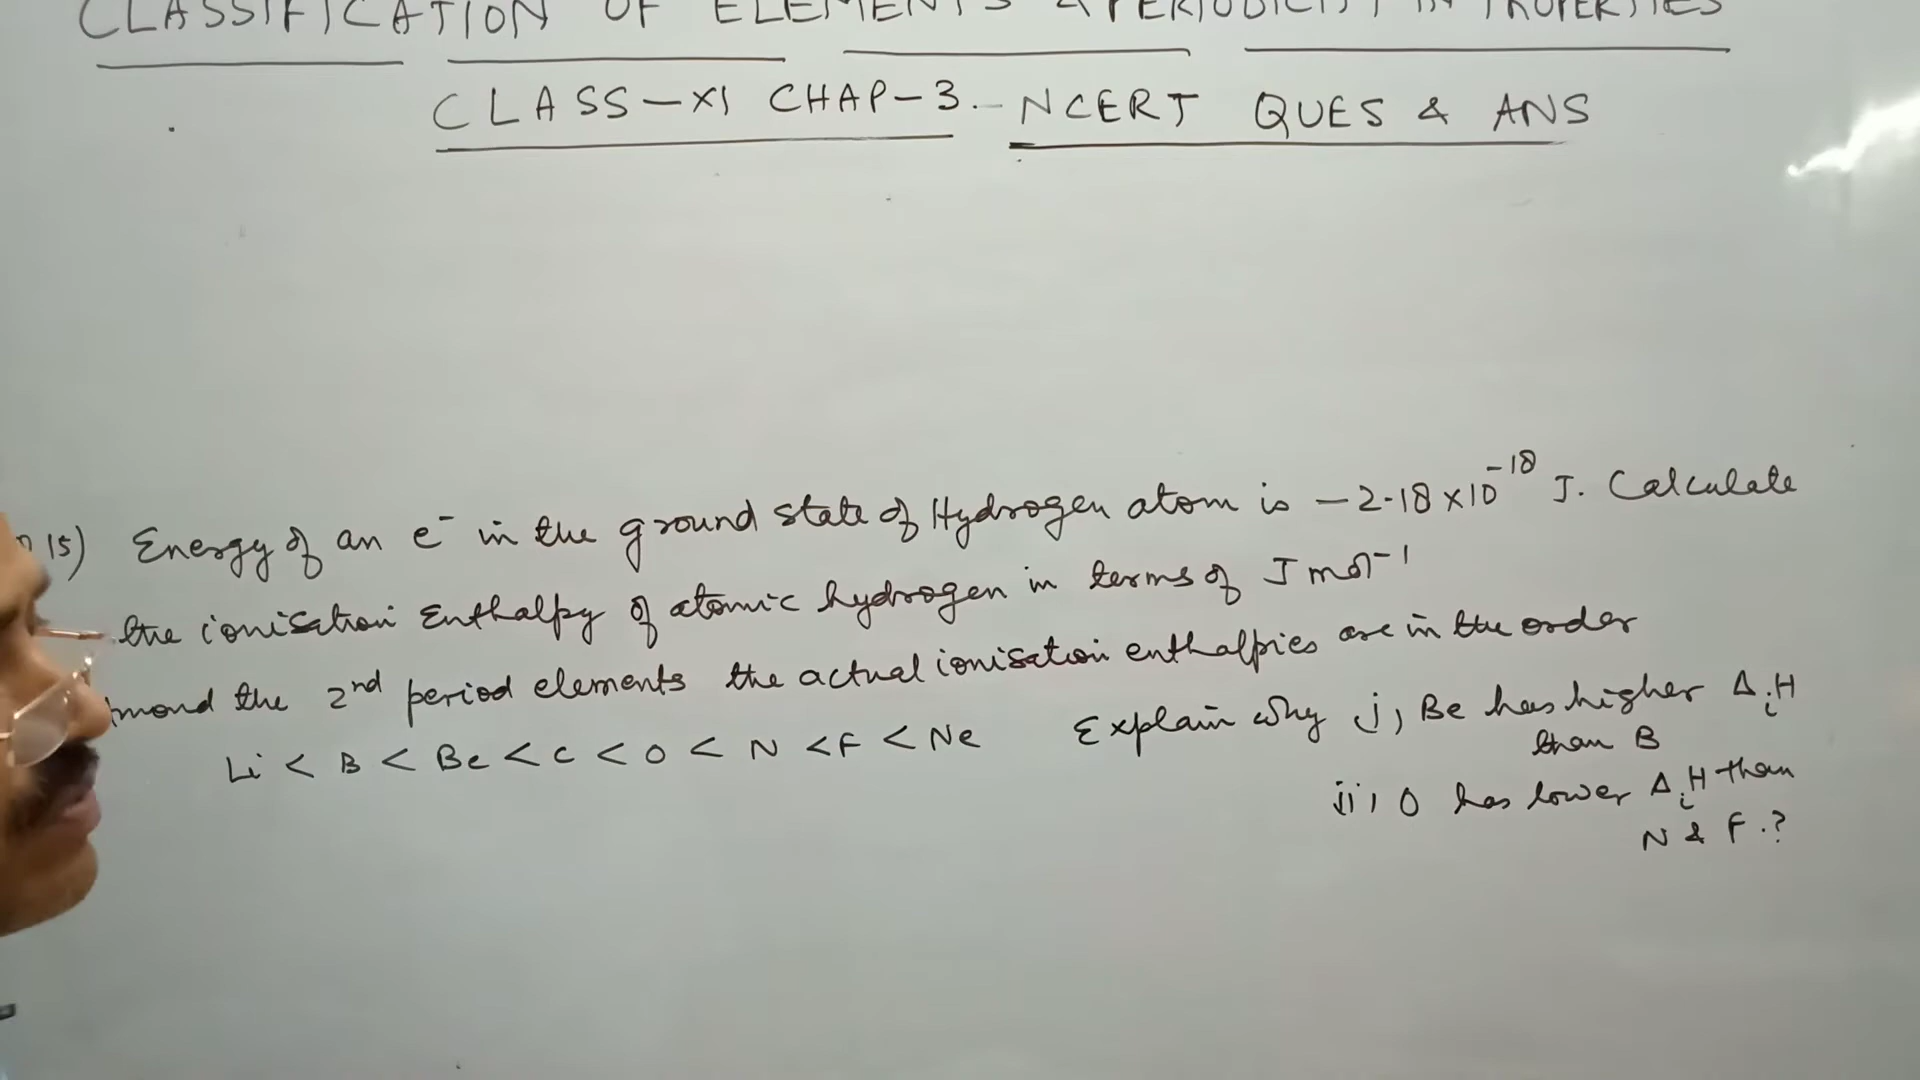 CLASSIFICATION OF ELEMENTS & PERIODICITY IN PROPERTIES
CLASS-XI CHAP-3. NCERT QUES & ANS
15) Energy of an e⁻ in the ground state of Hydrogen atom is -2.18 x 10⁻¹⁸ J. Calculate
the ionisation Enthalpy of atomic hydrogen in terms of J mol⁻¹
the 2nd period elements the actual ionisation enthalpies are in the order
Li < B < Be < C < O < N < F < Ne Explain why i, Be has higher ΔiH
than B
ii, O has lower ΔiH than
N & F.?